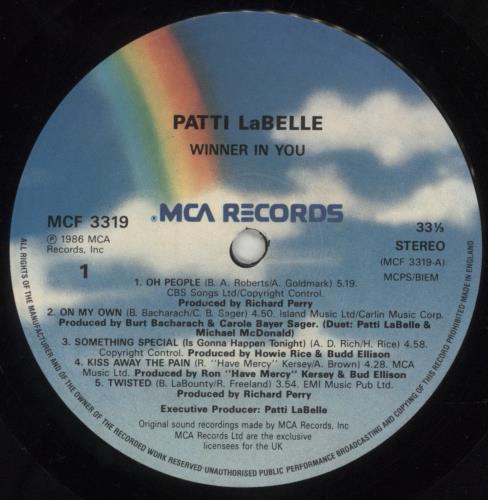 PATTI LaBELLE
WINNER IN YOU
MCA RECORDS
MCF 3319
℗ 1986 MCA
Records, Inc
1
33⅓
STEREO
(MCF 3319-A)
MCPS/BIEM
1. OH PEOPLE (B. A. Roberts/A. Goldmark) 5.19.
CBS Songs Ltd/Copyright Control.
Produced by Richard Perry
2. ON MY OWN (B. Bacharach/C. B. Sager) 4.50. Island Music Ltd/Carlin Music Corp.
Produced by Burt Bacharach & Carole Bayer Sager. (Duet: Patti LaBelle &
Michael McDonald)
3. SOMETHING SPECIAL (Is Gonna Happen Tonight) (A. D. Rich/H. Rice) 4.58.
Copyright Control. Produced by Howie Rice & Budd Ellison
4. KISS AWAY THE PAIN (R. "Have Mercy" Kersey/A. Brown) 4.28. MCA
Music Ltd. Produced by Ron "Have Mercy" Kersey & Bud Ellison
5. TWISTED (B. LaBounty/R. Freeland) 3.54. EMI Music Pub Ltd.
Produced by Richard Perry
Executive Producer: Patti LaBelle
Original sound recordings made by MCA Records, Inc
MCA Records Ltd are the exclusive
licensees for the UK
ALL RIGHTS OF THE MANUFACTURER AND OF THE OWNER OF THE RECORDED WORK RESERVED UNAUTHORISED PUBLIC PERFORMANCE BROADCASTING AND COPYING OF THIS RECORD PROHIBITED · MADE IN ENGLAND